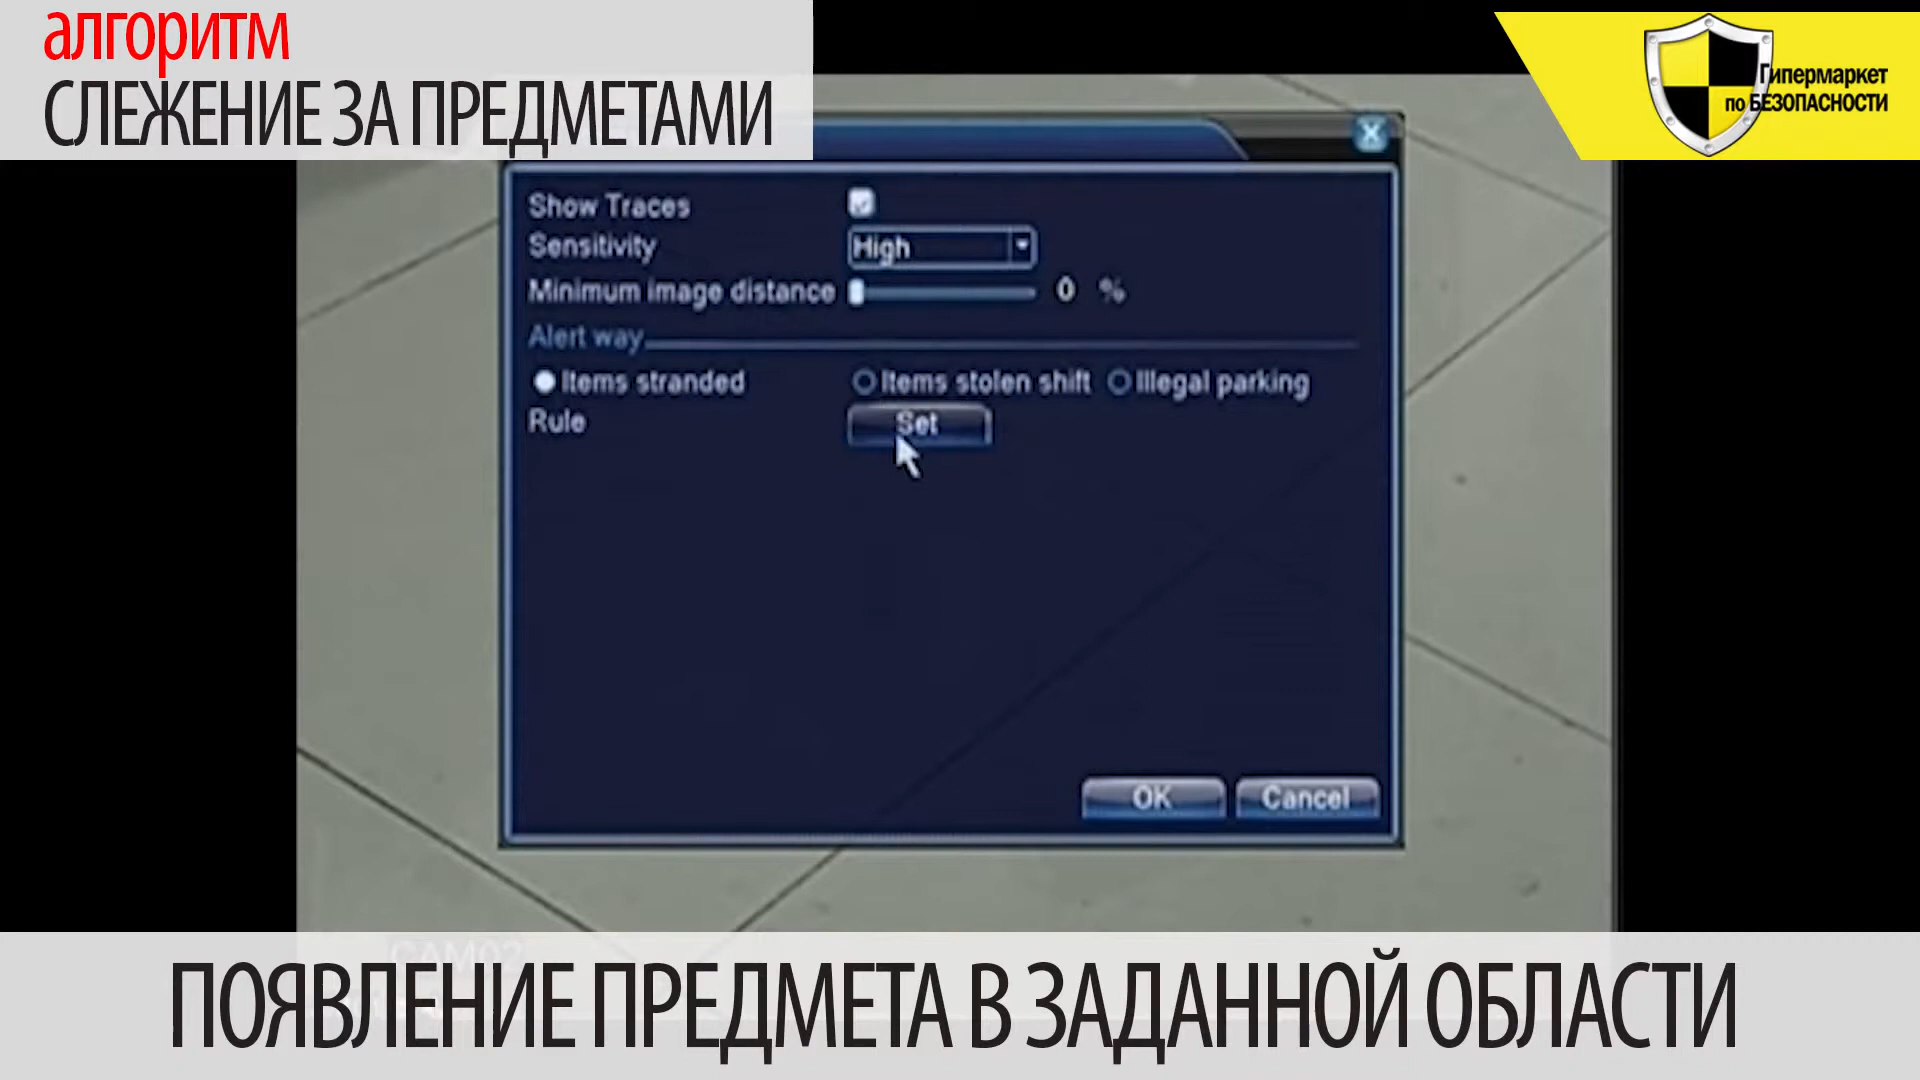 алгоритм
СЛЕЖЕНИЕ ЗА ПРЕДМЕТАМИ
Гипермаркет
по БЕЗОПАСНОСТИ
Show Traces
Sensitivity High
Minimum image distance 0 %
Alert way
Items stranded Items stolen shift Illegal parking
Rule Set
OK Cancel
CAM02
ПОЯВЛЕНИЕ ПРЕДМЕТА В ЗАДАННОЙ ОБЛАСТИ